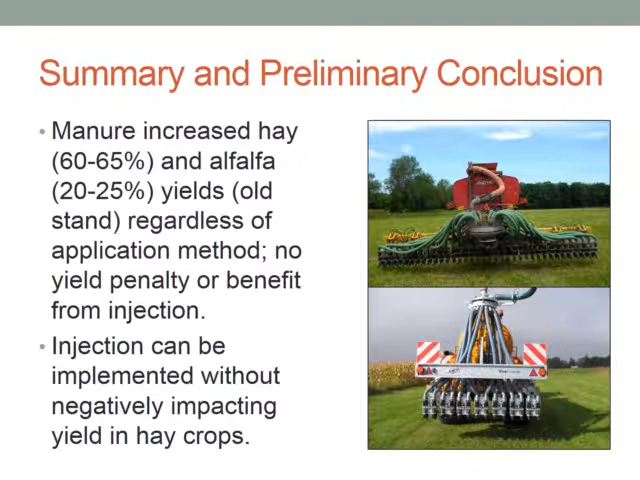 Summary and Preliminary Conclusion
• Manure increased hay
(60-65%) and alfalfa
(20-25%) yields (old
stand) regardless of
application method; no
yield penalty or benefit
from injection.
• Injection can be
implemented without
negatively impacting
yield in hay crops.